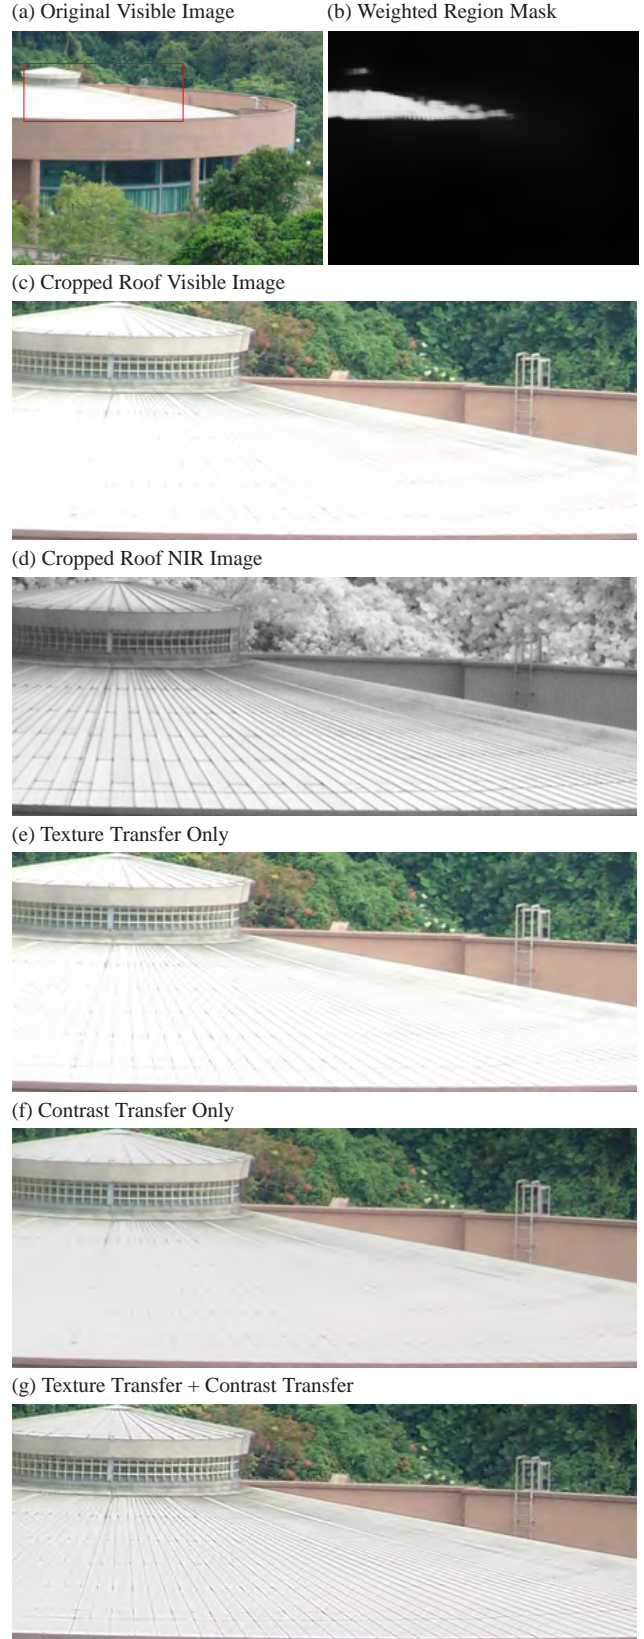 (a) Original Visible Image
(b) Weighted Region Mask
(c) Cropped Roof Visible Image
(d) Cropped Roof NIR Image
(e) Texture Transfer Only
(f) Contrast Transfer Only
(g) Texture Transfer + Contrast Transfer